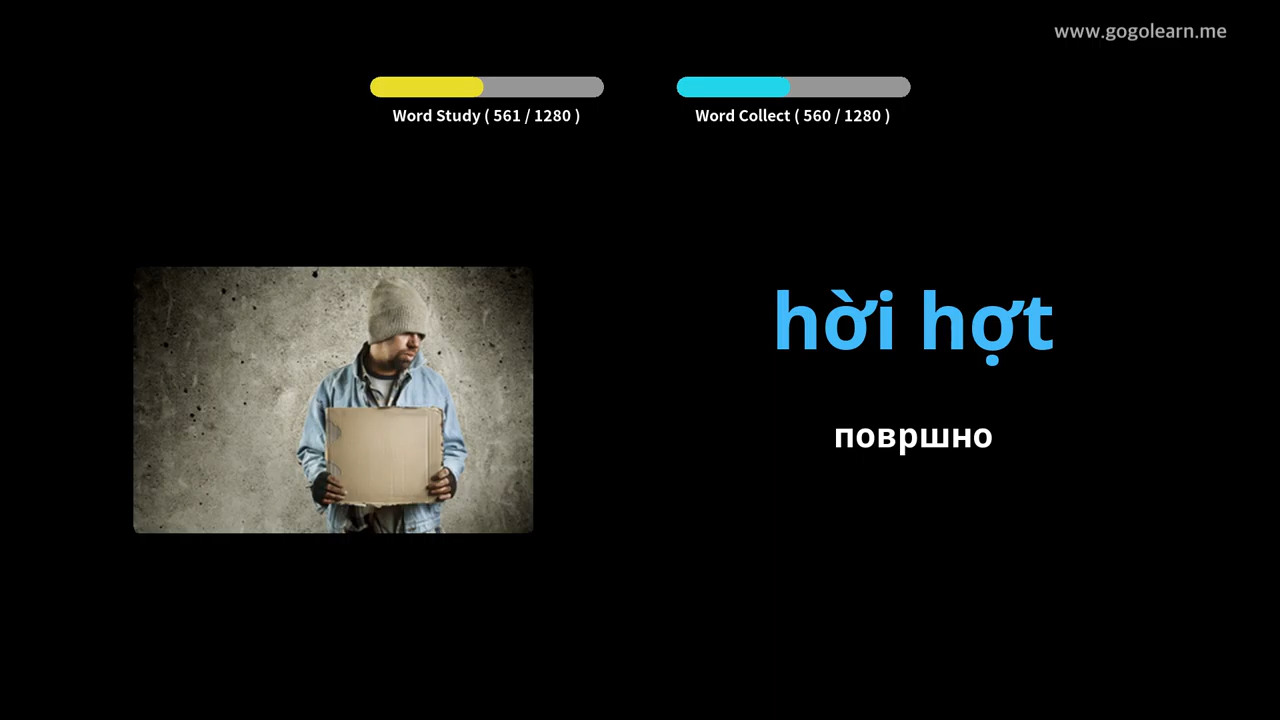 www.gogolearn.me
Word Study ( 561 / 1280 )
Word Collect ( 560 / 1280 )
hời hợt
површно